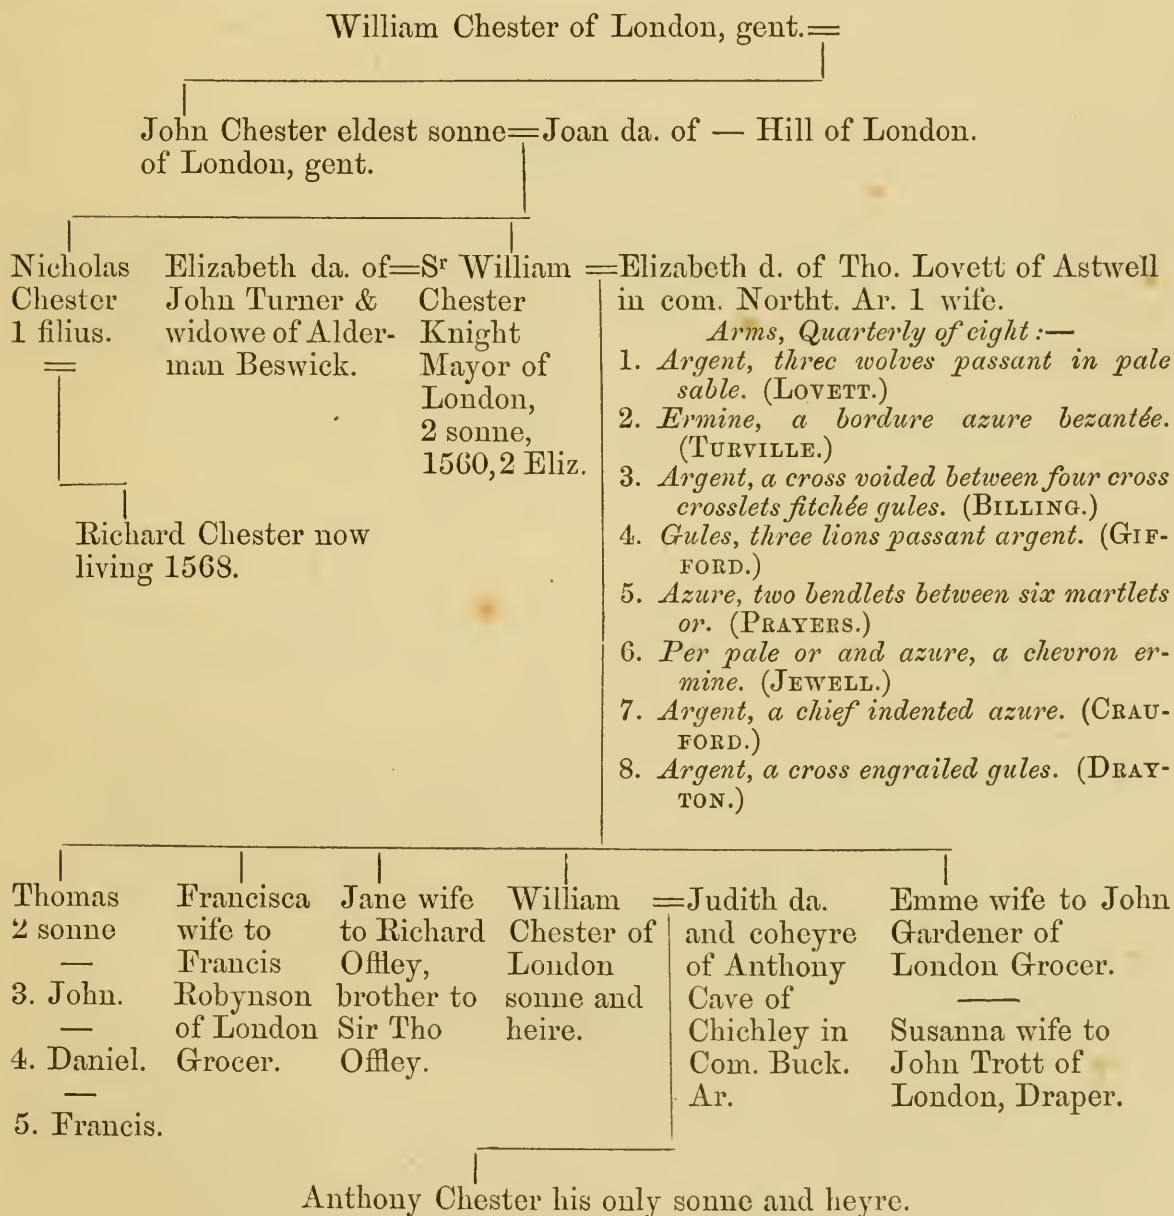 William Chester of London, gent.=
John Chester eldest sonne=Joan da. of — Hill of London.
of London, gent.
Nicholas
Chester
1 filius.
=
Richard Chester now
living 1568.
Elizabeth da. of=
John Turner &
widowe of Alder-
man Beswick.
Sr William
Chester
Knight
Mayor of
London,
2 sonne,
1560, 2 Eliz.
=Elizabeth d. of Tho. Lovett of Astwell
in com. Northt. Ar. 1 wife.
Arms, Quarterly of eight:—
1. Argent, three wolves passant in pale
sable. (LOVETT.)
2. Ermine, a bordure azure bezantée.
(TURVILLE.)
3. Argent, a cross voided between four cross
crosslets fitchée gules. (BILLING.)
4. Gules, three lions passant argent. (GIF-
FORD.)
5. Azure, two bendlets between six martlets
or. (PRAYERS.)
6. Per pale or and azure, a chevron er-
mine. (JEWELL.)
7. Argent, a chief indented azure. (CRAU-
FORD.)
8. Argent, a cross engrailed gules. (DRAY-
TON.)
Thomas
2 sonne
—
3. John.
—
4. Daniel.
—
5. Francis.
Francisca
wife to
Francis
Robynson
of London
Grocer.
Jane wife
to Richard
Offley,
brother to
Sir Tho
Offley.
William
Chester of
London
sonne and
heire.
=Judith da.
and coheyre
of Anthony
Cave of
Chichley in
Com. Buck.
Ar.
Emme wife to John
Gardener of
London Grocer.
—
Susanna wife to
John Trott of
London, Draper.
Anthony Chester his only sonne and heyre.